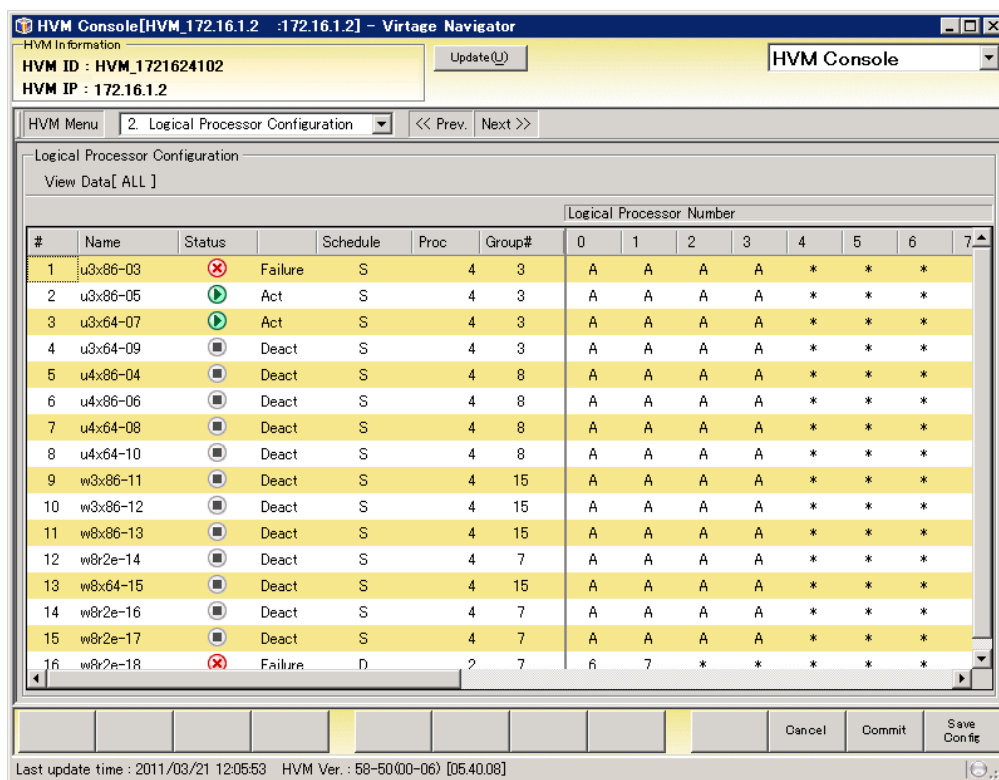 HVM Console[HVM_172.16.1.2 :172.16.1.2] - Virtage Navigator
HVM Information
HVM ID : HVM_1721624102
HVM IP : 172.16.1.2
Update(U)
HVM Console
HVM Menu 2. Logical Processor Configuration << Prev. Next >>
Logical Processor Configuration
View Data[ ALL ]
Logical Processor Number
# Name Status Schedule Proc Group# 0 1 2 3 4 5 6 7
1 u3x86-03 Failure S 4 3 A A A A * * *
2 u3x86-05 Act S 4 3 A A A A * * *
3 u3x64-07 Act S 4 3 A A A A * * *
4 u3x64-09 Deact S 4 3 A A A A * * *
5 u4x86-04 Deact S 4 8 A A A A * * *
6 u4x86-06 Deact S 4 8 A A A A * * *
7 u4x64-08 Deact S 4 8 A A A A * * *
8 u4x64-10 Deact S 4 8 A A A A * * *
9 w3x86-11 Deact S 4 15 A A A A * * *
10 w3x86-12 Deact S 4 15 A A A A * * *
11 w8x86-13 Deact S 4 15 A A A A * * *
12 w8r2e-14 Deact S 4 7 A A A A * * *
13 w8x64-15 Deact S 4 15 A A A A * * *
14 w8r2e-16 Deact S 4 7 A A A A * * *
15 w8r2e-17 Deact S 4 7 A A A A * * *
16 w8r2e-18 Failure D 2 7 6 7 * * * * *
Cancel Commit Save Config
Last update time : 2011/03/21 12:05:53 HVM Ver. : 58-50(00-06) [05.40.08]